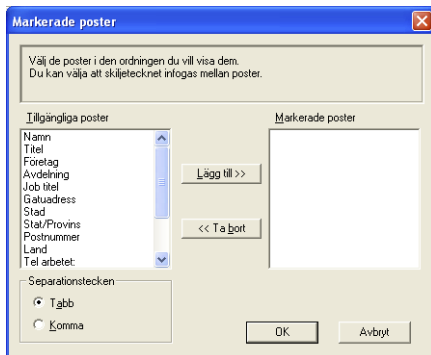 Markerade poster
Välj de poster i den ordningen du vill visa dem.
Du kan välja att skiljetecknet infogas mellan poster.
Tillgängliga poster
Markerade poster
Namn
Titel
Företag
Avdelning
Job titel
Gatuadress
Stad
Stat/Provins
Postnummer
Land
Tel arbetet:
Lägg till >>
<< Ta bort
Separationstecken
Tabb
Komma
OK
Avbryt